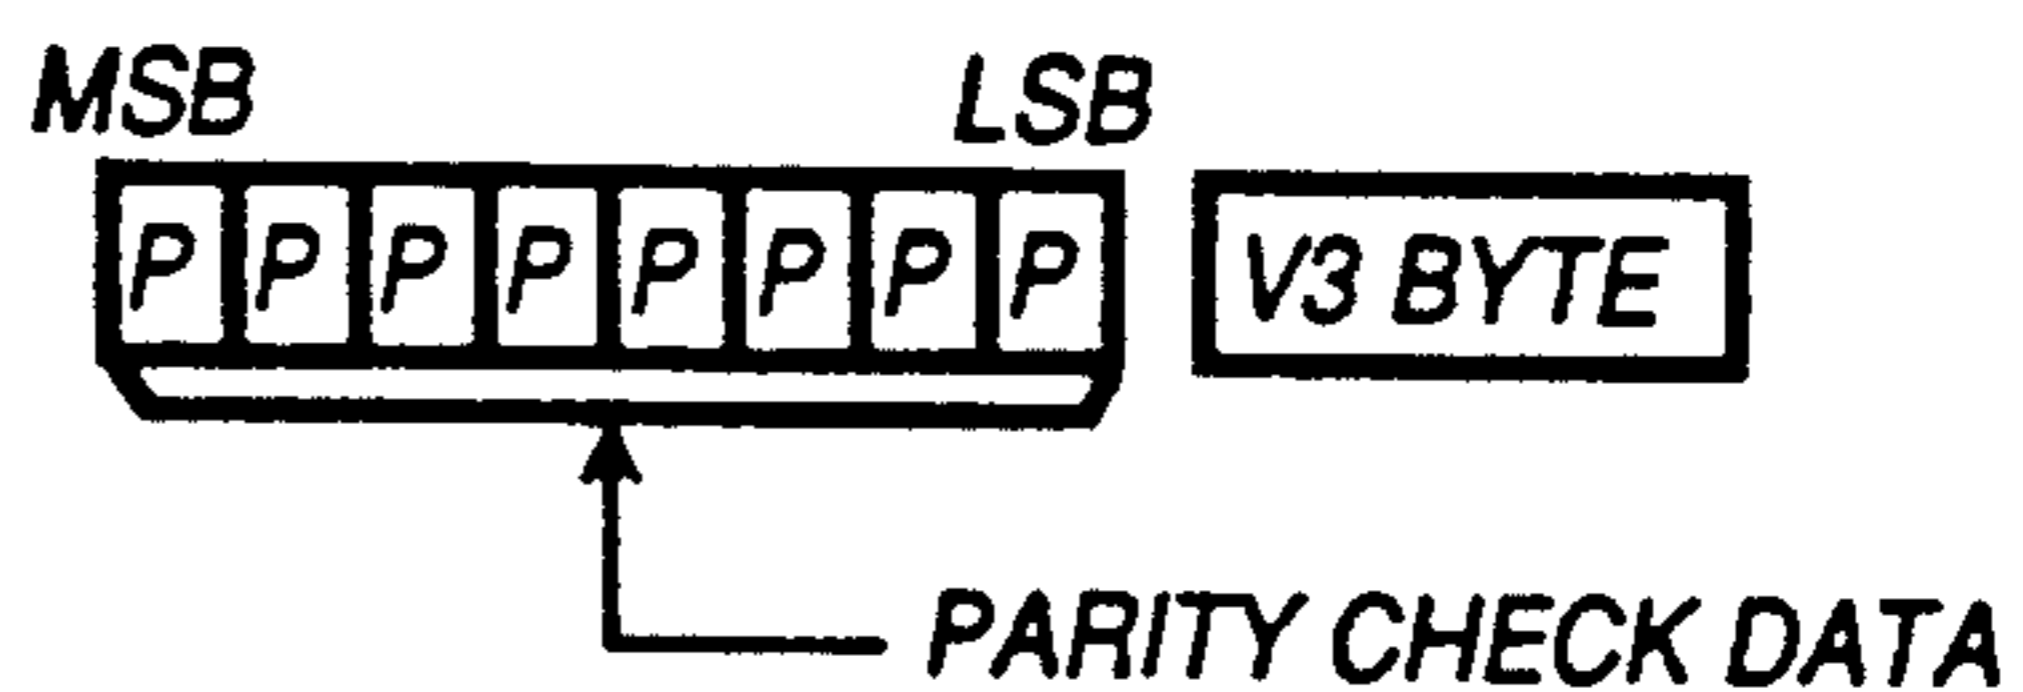 MSB LSB
P P P P P P P P V3 BYTE
PARITY CHECK DATA